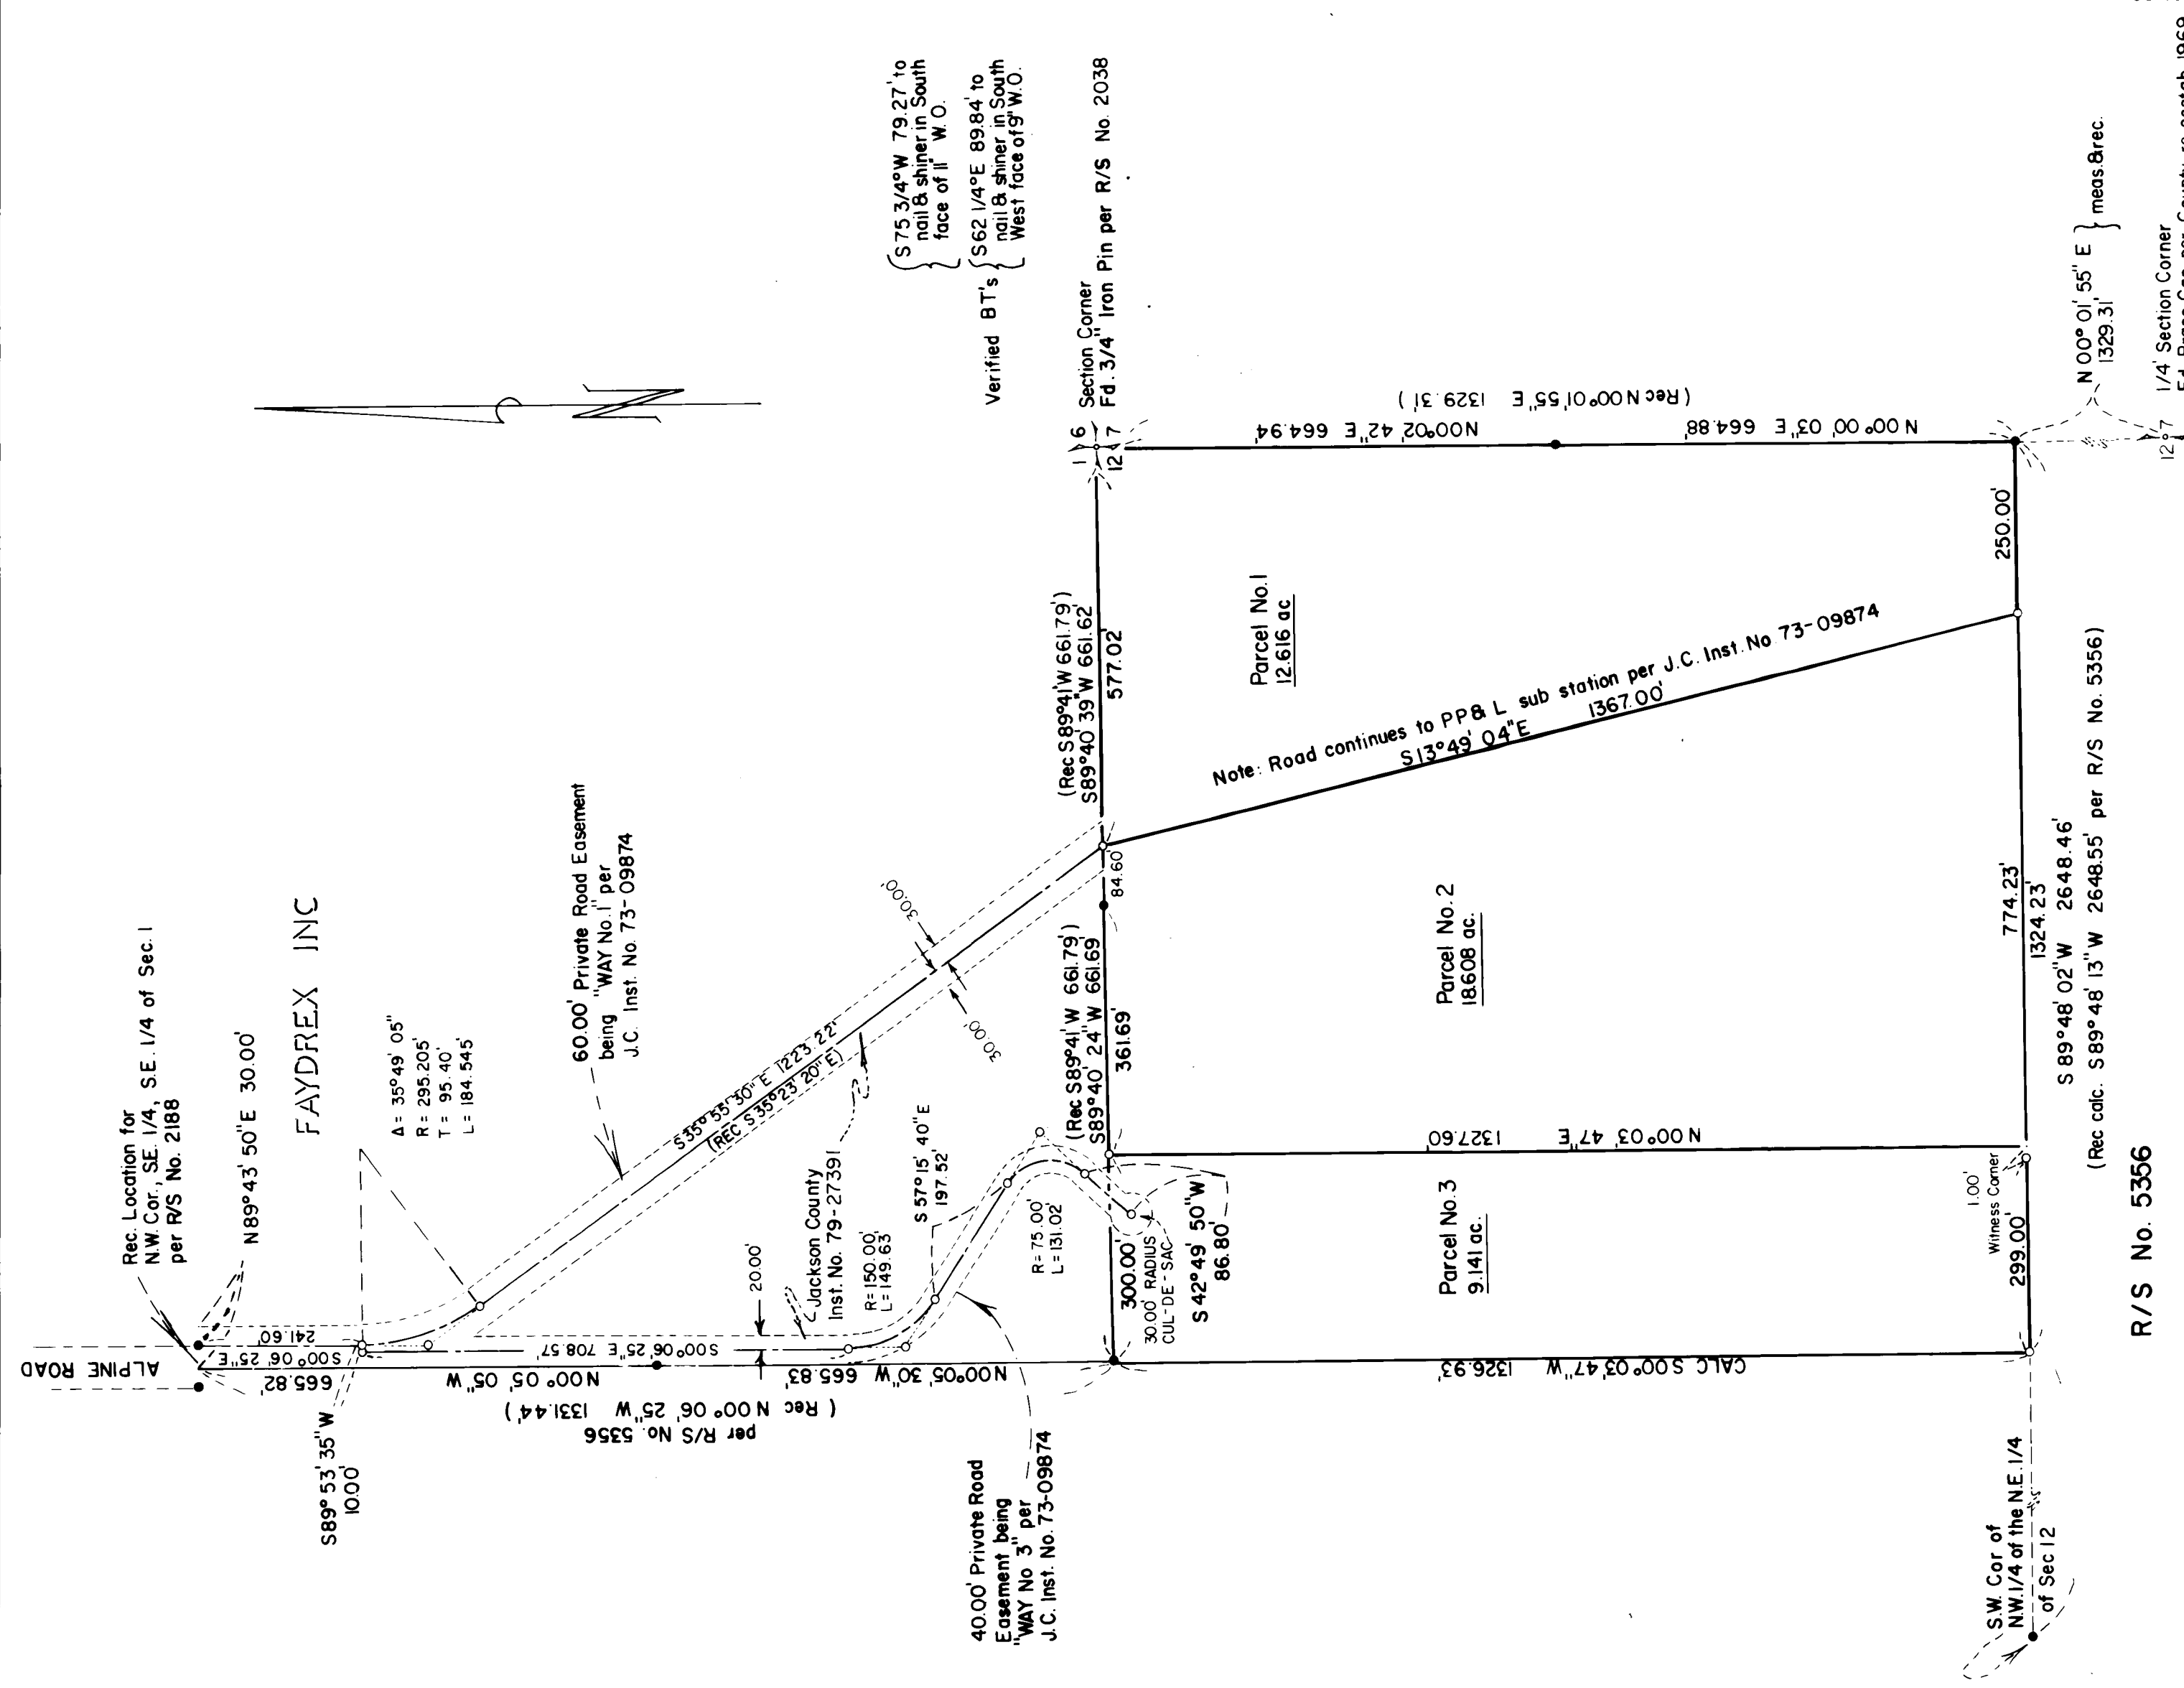 ALPINE ROAD
Rec. Location for
N.W. Cor., S.E. 1/4, S.E. 1/4 of Sec. 1
per R/S No. 2188
N89°43' 50"E 30.00'
FAYDREX INC
Δ = 35°49' 05"
R = 295.205'
T = 95.40'
L = 184.545'
241.60'
S00°06' 25"E
665.82'
N00° 05' 05" W
S89° 53' 35" W
10.00'
S00°06' 25"E 708.57'
( Rec N 00° 06' 25" W 1331.44' )
per R/S No. 5356
60.00' Private Road Easement
being "WAY No. 1" per
J.C. Inst. No. 73-09874
S35° 55' 30" E 1223.22'
(REC S35°23' 20"E)
30.00'
30.00'
20.00'
Jackson County
Inst. No. 79-27391
R=150.00'
L=149.63'
S 57°15' 40"E
197.52'
R=75.00'
L=131.02'
N00°05' 30" W 665.83'
40.00' Private Road
Easement being
"WAY No 3" per
J.C. Inst. No. 73-09874
30.00' RADIUS
CUL-DE-SAC
S 42°49' 50"W
86.80'
Verified BT's
S 75 3/4°W 79.27' to
nail & shiner in South
face of 11" W.O.
S 62 1/4°E 89.84' to
nail & shiner in South
West face of 9" W.O.
Section Corner
Fd. 3/4" Iron Pin per R/S No. 2038
1 6
12 7
(Rec S89°41'W 661.79')
S89°40' 39"W 661.62'
577.02'
84.60'
(Rec S89°41'W 661.79')
S89°40' 24"W 661.69'
361.69'
300.00'
Parcel No. 1
12.616 ac
N00°02' 42"E 664.94'
N 00° 00' 03"E 664.88'
(Rec N 00°01' 55"E 1329.31')
Note: Road continues to PP& L sub station per J.C. Inst. No 73-09874
S13°49' 04"E 1367.00'
Parcel No. 2
18.608 ac.
N 00°03' 47"E 1327.60'
Parcel No. 3
9.141 ac.
CALC S00°03' 47"W 1326.93'
1.00'
Witness Corner
299.00'
774.23'
1324.23'
250.00'
S 89°48' 02" W 2648.46'
(Rec calc. S 89°48' 13" W 2648.55' per R/S No. 5356)
N 00° 01' 55" E
1329.31'
meas.&rec.
12 7
1/4 Section Corner
S.W. Cor of
N.W. 1/4 of the N.E. 1/4
of Sec 12
R/S No. 5356